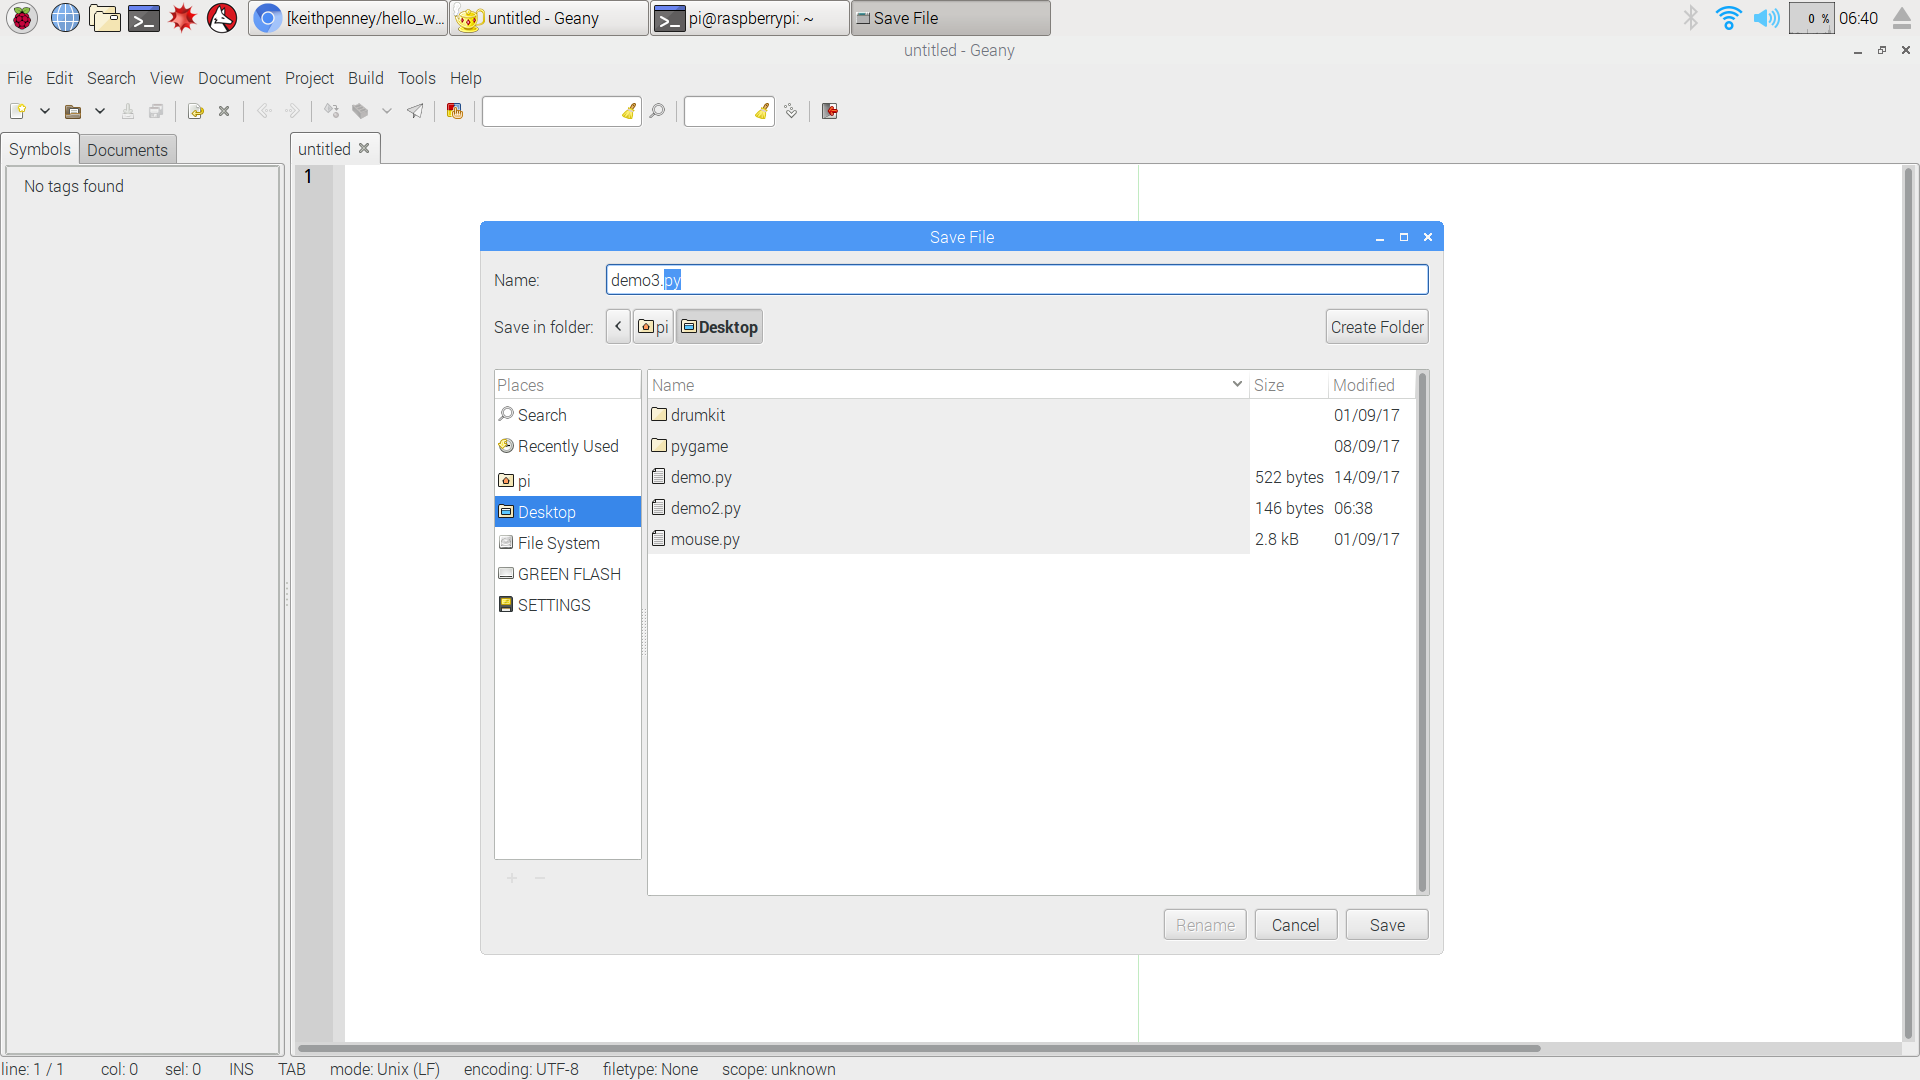 [keithpenney/hello_w... untitled - Geany pi@raspberrypi: ~ Save File 0 % 06:40
untitled - Geany
File Edit Search View Document Project Build Tools Help
Symbols Documents untitled
No tags found
1
Save File
Name: demo3.py
Save in folder: pi Desktop Create Folder
Places Name Size Modified
Search drumkit 01/09/17
Recently Used pygame 08/09/17
pi demo.py 522 bytes 14/09/17
Desktop demo2.py 146 bytes 06:38
File System mouse.py 2.8 kB 01/09/17
GREEN FLASH
SETTINGS
Rename Cancel Save
line: 1 / 1 col: 0 sel: 0 INS TAB mode: Unix (LF) encoding: UTF-8 filetype: None scope: unknown